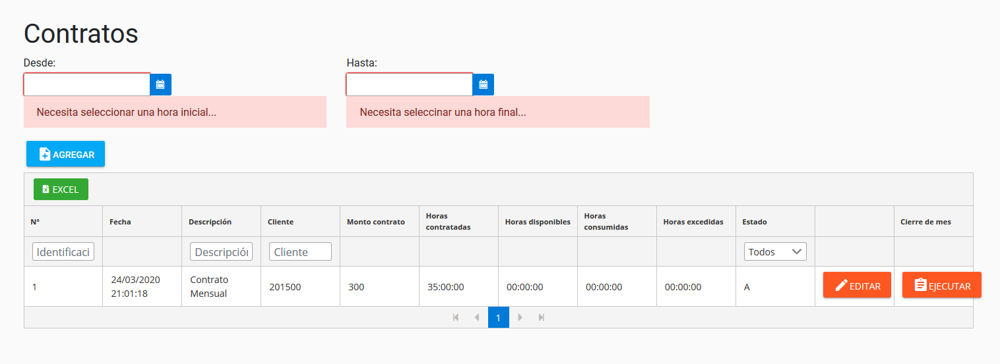 Contratos
Desde: Hasta:
Necesita seleccionar una hora inicial... Necesita seleccinar una hora final...
AGREGAR
EXCEL
Nº Fecha Descripción Cliente Monto contrato Horas contratadas Horas disponibles Horas consumidas Horas excedidas Estado Cierre de mes
Identificaci Descripción Cliente Todos
1 24/03/2020 21:01:18 Contrato Mensual 201500 300 35:00:00 00:00:00 00:00:00 00:00:00 A EDITAR EJECUTAR
1